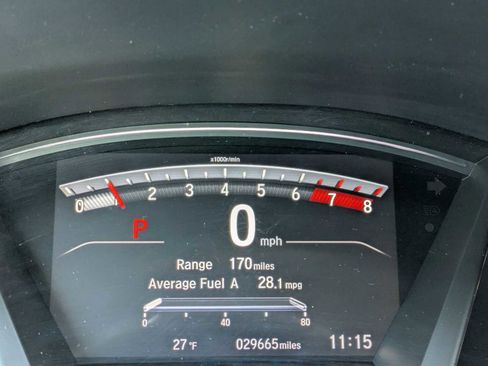 x1000r/min
0 1 2 3 4 5 6 7 8
P 0 mph
Range 170 miles
Average Fuel A 28.1 mpg
0 40 80
27 °F 029665 miles 11:15